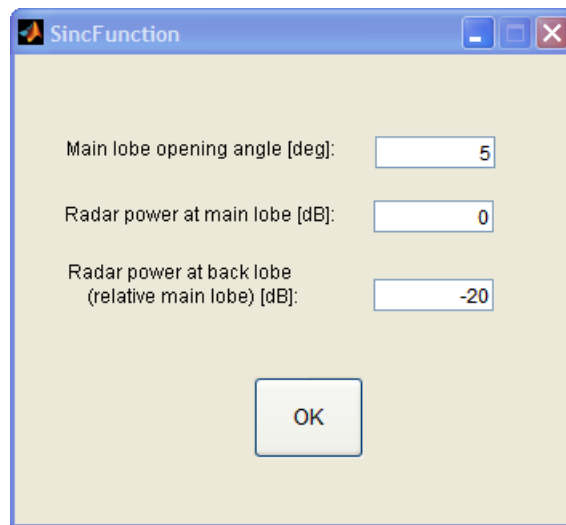 SincFunction
Main lobe opening angle [deg]:
5
Radar power at main lobe [dB]:
0
Radar power at back lobe
(relative main lobe) [dB]:
-20
OK